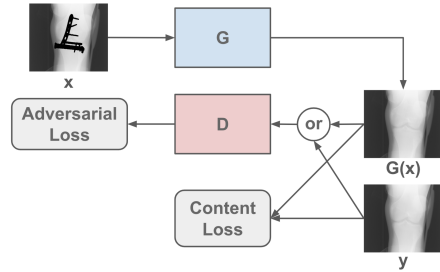 G
x
Adversarial
Loss
D
or
G(x)
Content
Loss
y